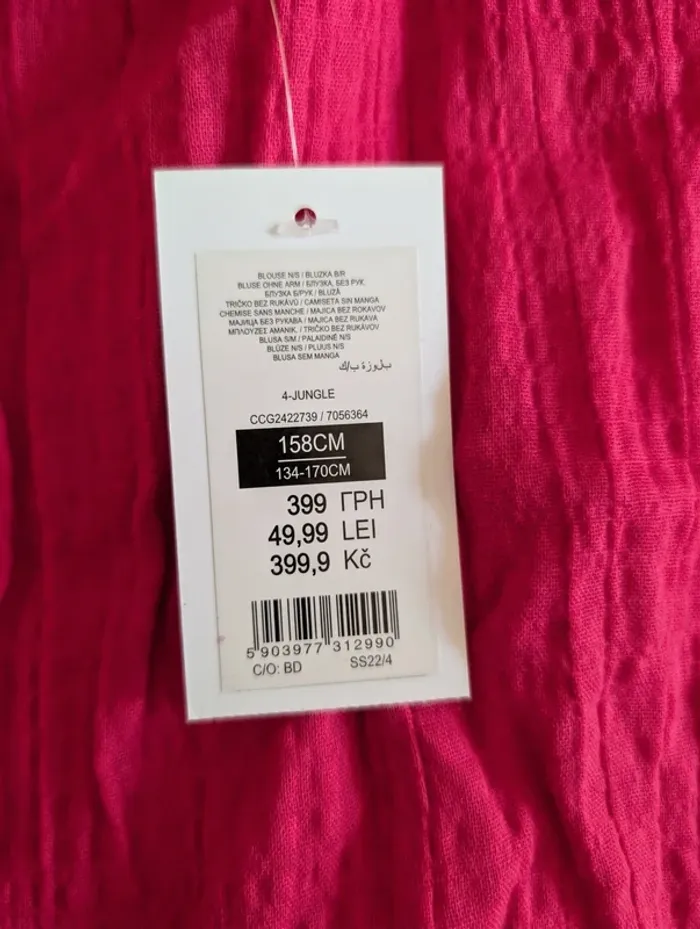 BLOUSE N/S / BLUZKA B/R
BLUSE OHNE ARM / БЛУЗКА, БЕЗ РУК.
БЛУЗКА Б/РУК / BLUZĂ
TRIČKO BEZ RUKÁVŮ / CAMISETA SIN MANGA
CHEMISE SANS MANCHE / MAJICA BEZ ROKAVOV
МАЈИЦА БЕЗ РУКАВА / MAJICA BEZ RUKAVA
ΜΠΛΟΥΖΕΣ ΑΜΑΝΙΚ. / TRIČKO BEZ RUKÁVOV
BLUSA S/M / PALAIDINĖ N/S
BLŪZE N/S / PLUUS N/S
BLUSA SEM MANGA
بلوزة ب/ك
4-JUNGLE
CCG2422739 / 7056364
158CM
134-170CM
399 ГРН
49,99 LEI
399,9 Kč
5 903977 312990
C/O: BD SS22/4